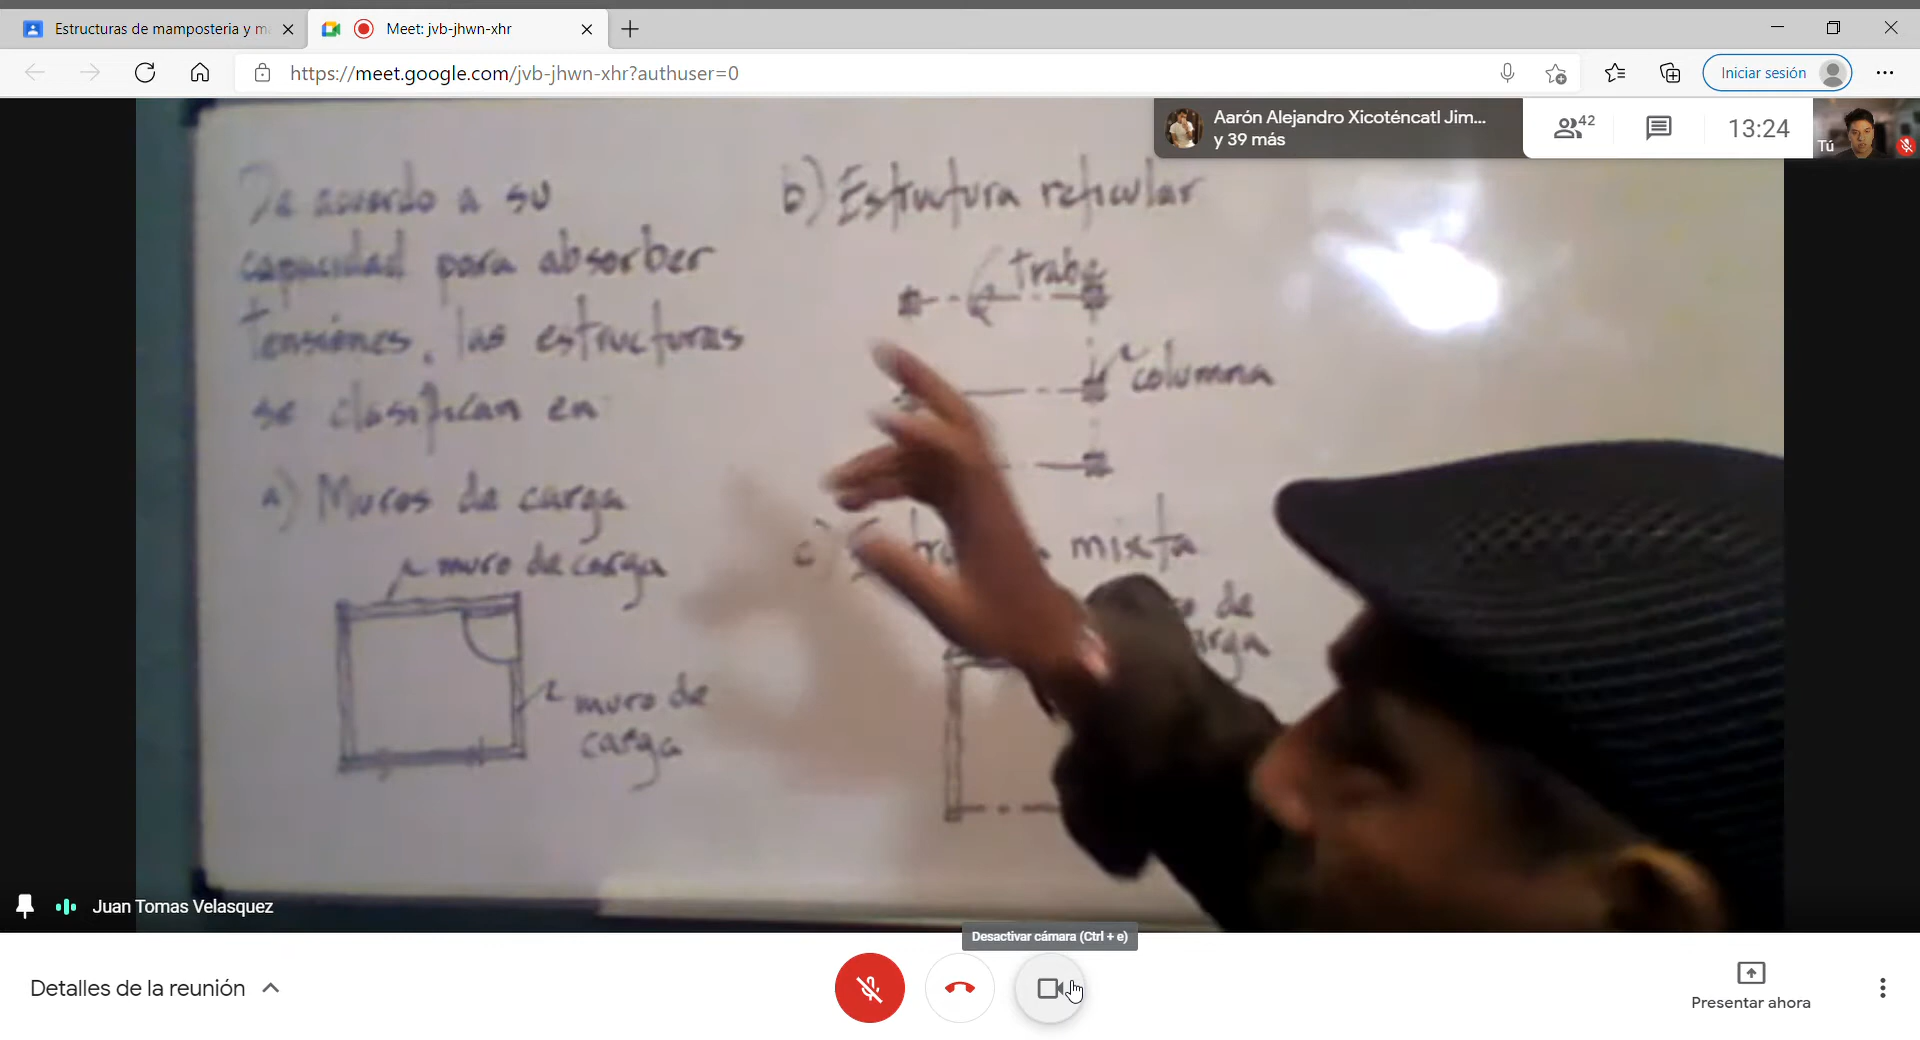 Estructuras de mamposteria y m
Meet: jvb-jhwn-xhr
https://meet.google.com/jvb-jhwn-xhr?authuser=0
Iniciar sesión
Aarón Alejandro Xicoténcatl Jim...
y 39 más
42
13:24
Tú
De acuerdo a su
capacidad para absorber
tensiones, las estructuras
se clasifican en
a) Muros de carga
muro de carga
muro de
carga
b) Estructura reticular
trabe
columna
c)
mixta
de
Juan Tomas Velasquez
Desactivar cámara (Ctrl + e)
Detalles de la reunión
Presentar ahora